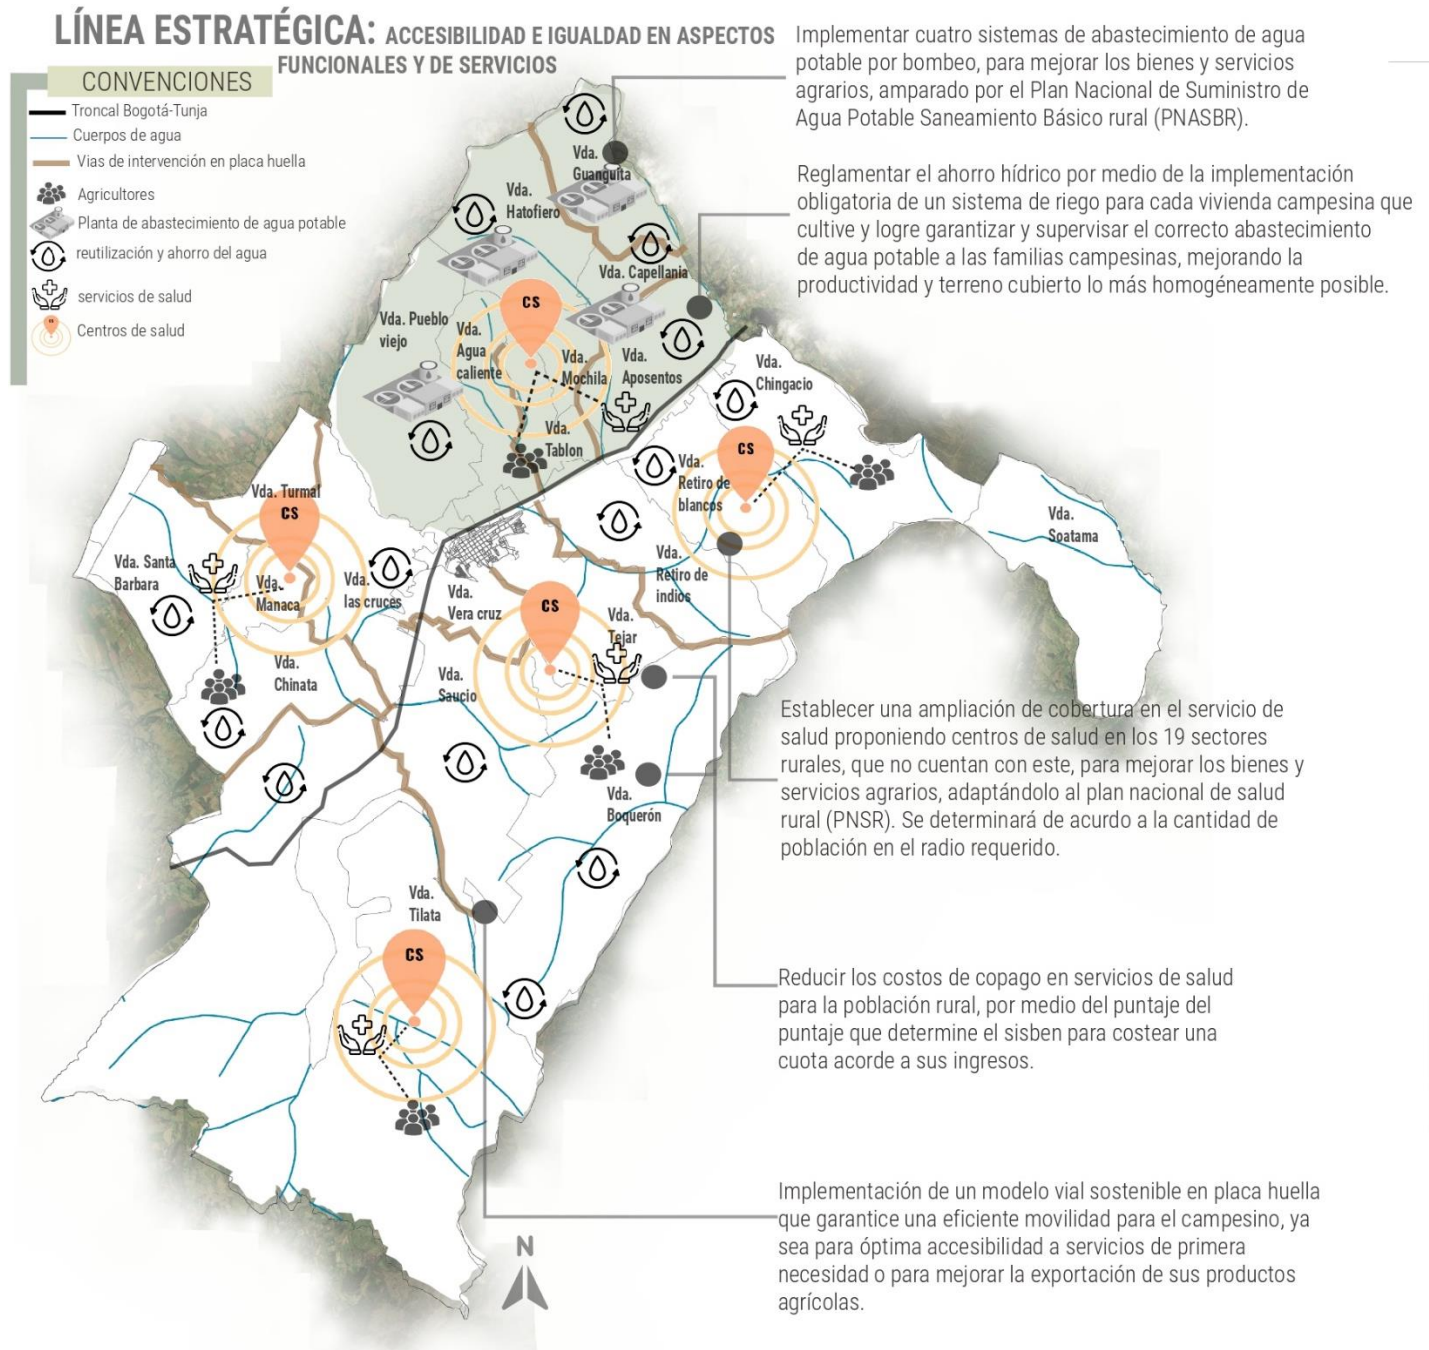 LÍNEA ESTRATÉGICA: ACCESIBILIDAD E IGUALDAD EN ASPECTOS
FUNCIONALES Y DE SERVICIOS
CONVENCIONES
Troncal Bogotá-Tunja
Cuerpos de agua
Vias de intervención en placa huella
Agricultores
Planta de abastecimiento de agua potable
reutilización y ahorro del agua
servicios de salud
Centros de salud
Implementar cuatro sistemas de abastecimiento de agua
potable por bombeo, para mejorar los bienes y servicios
agrarios, amparado por el Plan Nacional de Suministro de
Agua Potable Saneamiento Básico rural (PNASBR).
Reglamentar el ahorro hídrico por medio de la implementación
obligatoria de un sistema de riego para cada vivienda campesina que
cultive y logre garantizar y supervisar el correcto abastecimiento
de agua potable a las familias campesinas, mejorando la
productividad y terreno cubierto lo más homogéneamente posible.
Vda.
Guanguita
Vda.
Hatofiero
Vda. Capellania
CS
Vda. Pueblo
viejo
Vda.
Agua
caliente
Vda.
Mochila
Vda.
Aposentos
Vda.
Chingacio
Vda.
Tablon
CS
Vda.
Retiro de
blancos
Vda. Turmal
CS
Vda.
Soatama
Vda. Santa
Barbara
Vda.
Manaca
Vda.
las cruces
Vda.
Retiro de
indios
Vda.
Vera cruz
CS
Vda.
Tejar
Vda.
Chinata
Vda.
Saucio
Vda.
Boquerón
Establecer una ampliación de cobertura en el servicio de
salud proponiendo centros de salud en los 19 sectores
rurales, que no cuentan con este, para mejorar los bienes y
servicios agrarios, adaptándolo al plan nacional de salud
rural (PNSR). Se determinará de acurdo a la cantidad de
población en el radio requerido.
Vda.
Tilata
CS
Reducir los costos de copago en servicios de salud
para la población rural, por medio del puntaje del
puntaje que determine el sisben para costear una
cuota acorde a sus ingresos.
Implementación de un modelo vial sostenible en placa huella
que garantice una eficiente movilidad para el campesino, ya
sea para óptima accesibilidad a servicios de primera
necesidad o para mejorar la exportación de sus productos
agrícolas.
N